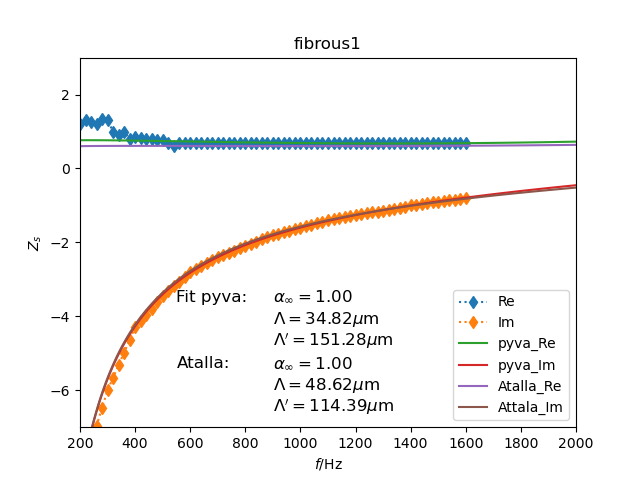 fibrous1
2
0
−2
−4
−6
Z_s
Fit pyva: α∞ = 1.00
Λ = 34.82μm
Λ′ = 151.28μm
Atalla: α∞ = 1.00
Λ = 48.62μm
Λ′ = 114.39μm
Re
Im
pyva_Re
pyva_Im
Atalla_Re
Attala_Im
200 400 600 800 1000 1200 1400 1600 1800 2000
f/Hz